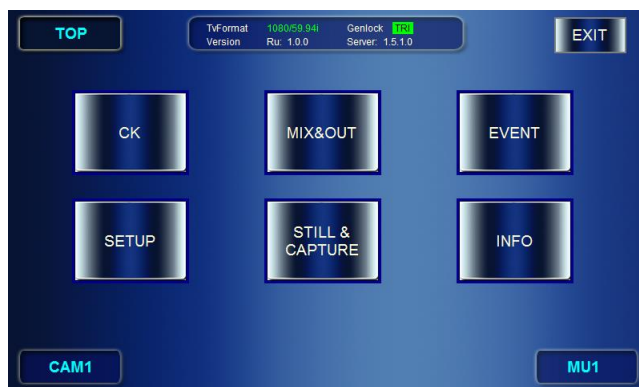 TOP
TvFormat 1080/59.94i Genlock TRI
Version Ru: 1.0.0 Server: 1.5.1.0
EXIT
CK
MIX&OUT
EVENT
SETUP
STILL &
CAPTURE
INFO
CAM1
MU1